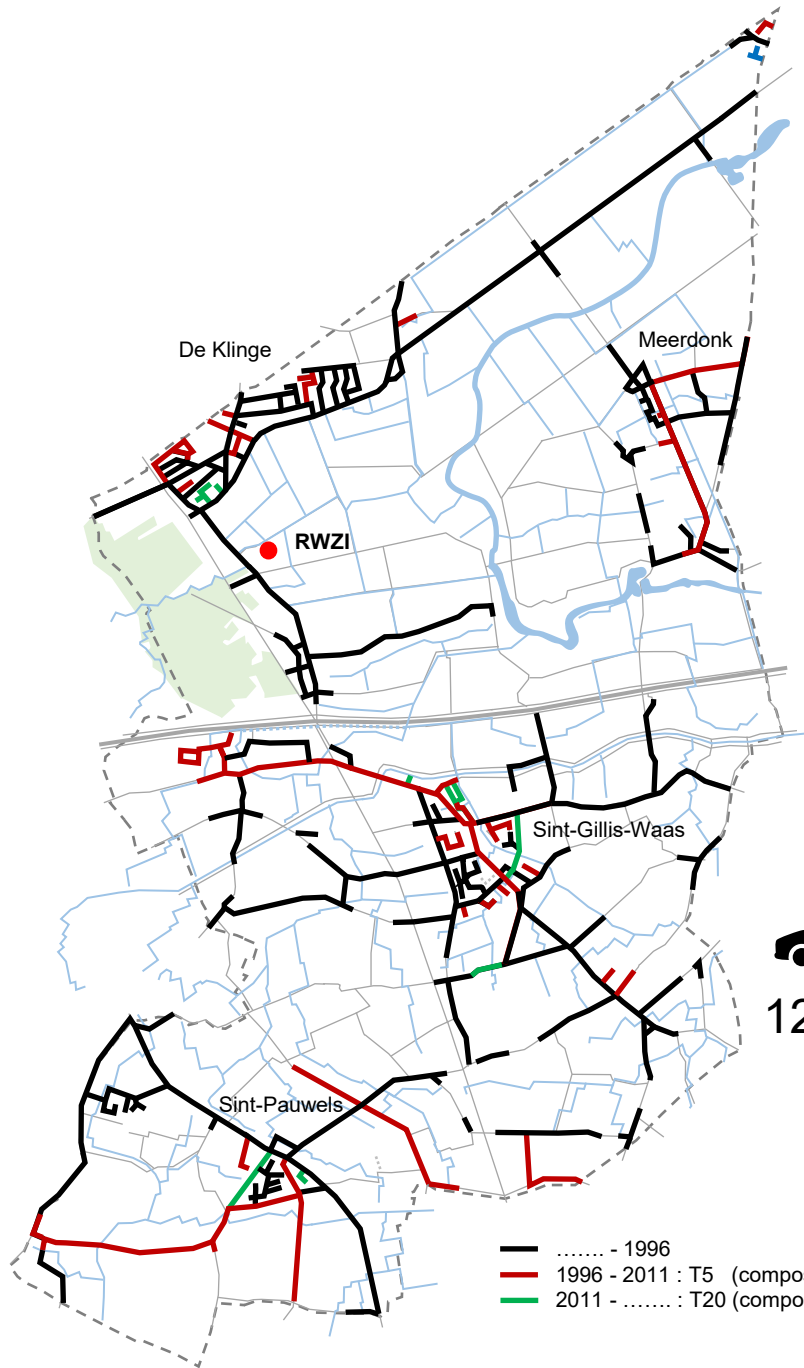 De Klinge
Meerdonk
RWZI
Sint-Gillis-Waas
12
Sint-Pauwels
....... - 1996
1996 - 2011 : T5 (compo
2011 - ....... : T20 (compo